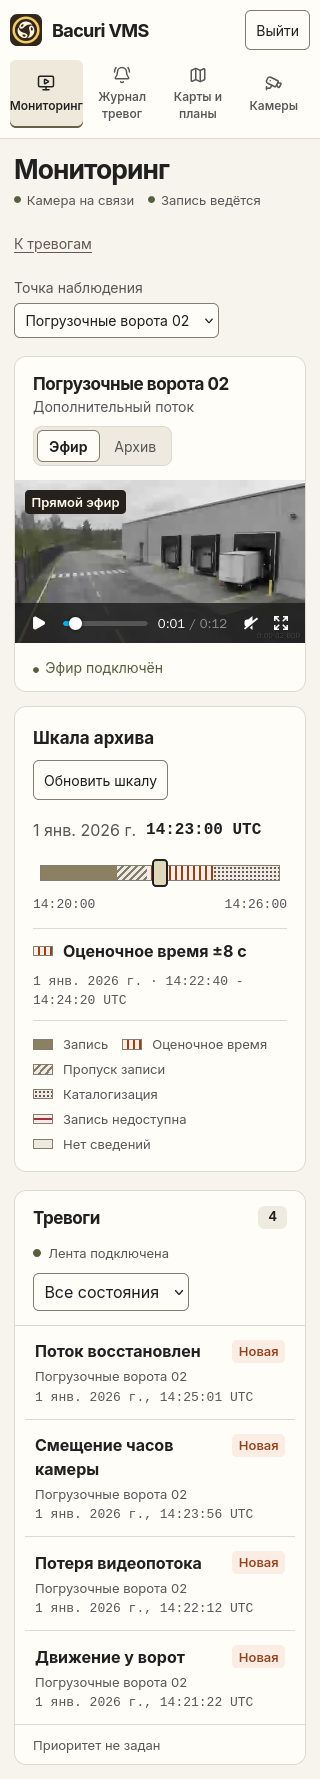 Bacuri VMS
Выйти
Мониторинг
Журнал тревог
Карты и планы
Камеры
Мониторинг
Камера на связи
Запись ведётся
К тревогам
Точка наблюдения
Погрузочные ворота 02
Погрузочные ворота 02
Дополнительный поток
Эфир
Архив
Прямой эфир
0:01 / 0:12
Эфир подключён
Шкала архива
Обновить шкалу
1 янв. 2026 г. 14:23:00 UTC
14:20:00
14:26:00
Оценочное время ±8 с
1 янв. 2026 г. · 14:22:40 -
14:24:20 UTC
Запись
Оценочное время
Пропуск записи
Каталогизация
Запись недоступна
Нет сведений
Тревоги
4
Лента подключена
Все состояния
Поток восстановлен
Новая
Погрузочные ворота 02
1 янв. 2026 г., 14:25:01 UTC
Смещение часов
камеры
Новая
Погрузочные ворота 02
1 янв. 2026 г., 14:23:56 UTC
Потеря видеопотока
Новая
Погрузочные ворота 02
1 янв. 2026 г., 14:22:12 UTC
Движение у ворот
Новая
Погрузочные ворота 02
1 янв. 2026 г., 14:21:22 UTC
Приоритет не задан